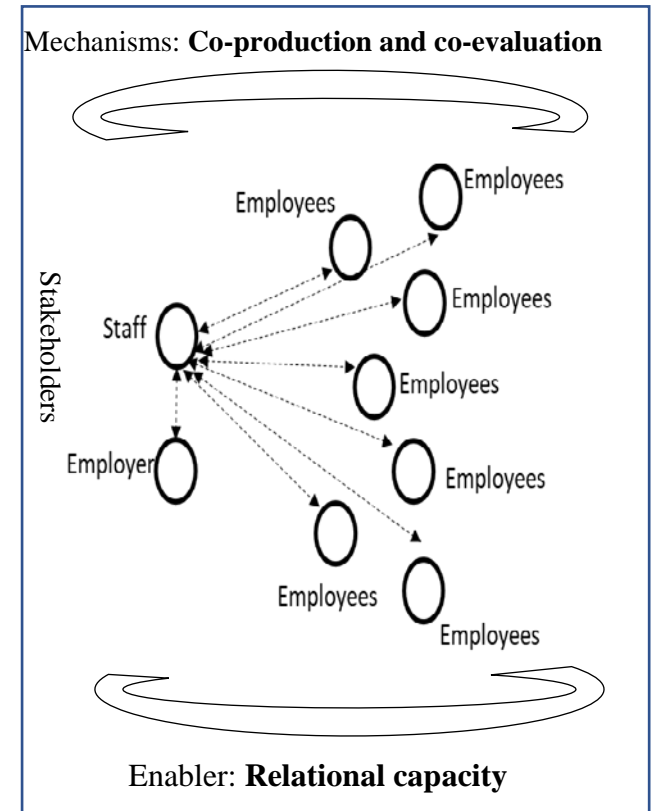 Mechanisms: Co-production and co-evaluation
Employees
Employees
Employees
Stakeholders
Staff
Employees
Employer
Employees
Employees
Employees
Enabler: Relational capacity